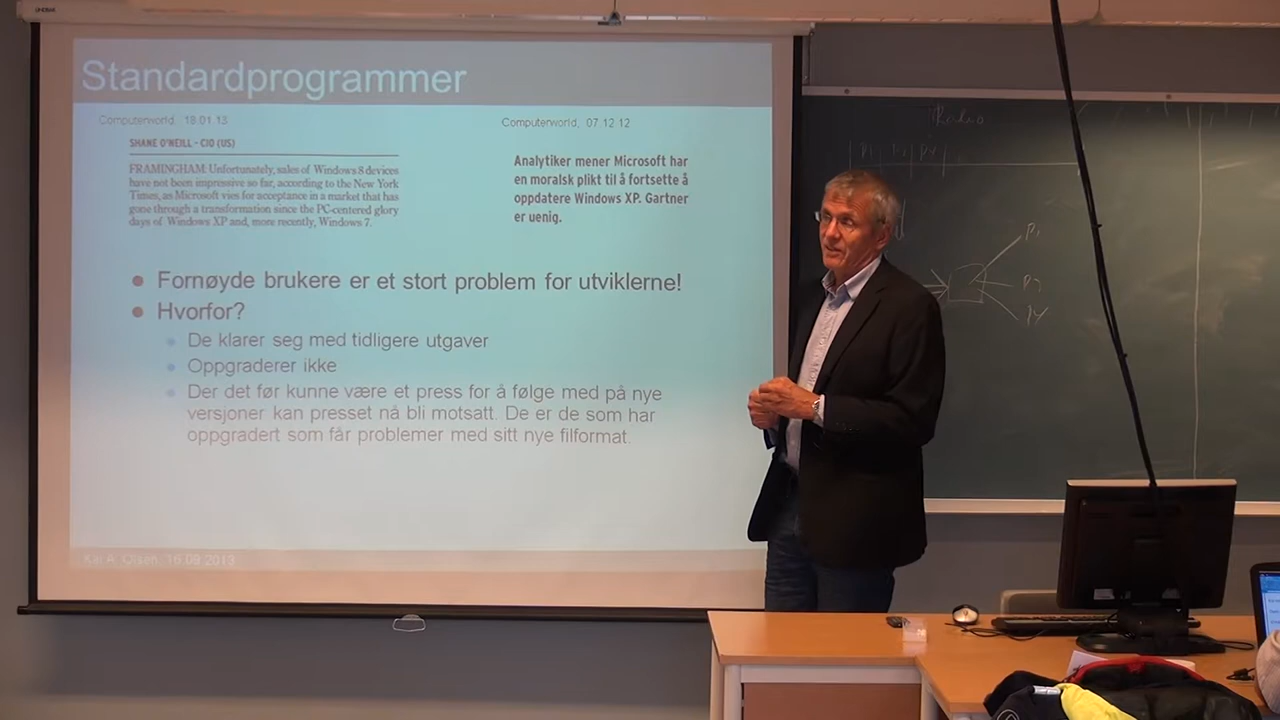 Standardprogrammer
Computerworld, 18.01.13
SHANE O'NEILL - CIO (US)
FRAMINGHAM: Unfortunately, sales of Windows 8 devices
have not been impressive so far, according to the New York
Times, as Microsoft vies for acceptance in a market that has
gone through a transformation since the PC-centered glory
days of Windows XP and, more recently, Windows 7.
Computerworld, 07.12.12
Analytiker mener Microsoft har
en moralsk plikt til å fortsette å
oppdatere Windows XP. Gartner
er uenig.
Fornøyde brukere er et stort problem for utviklerne!
Hvorfor?
De klarer seg med tidligere utgaver
Oppgraderer ikke
Der det før kunne være et press for å følge med på nye
versjoner kan presset nå bli motsatt. De er de som har
oppgradert som får problemer med sitt nye filformat.
Kai A. Olsen, 16.09.2013